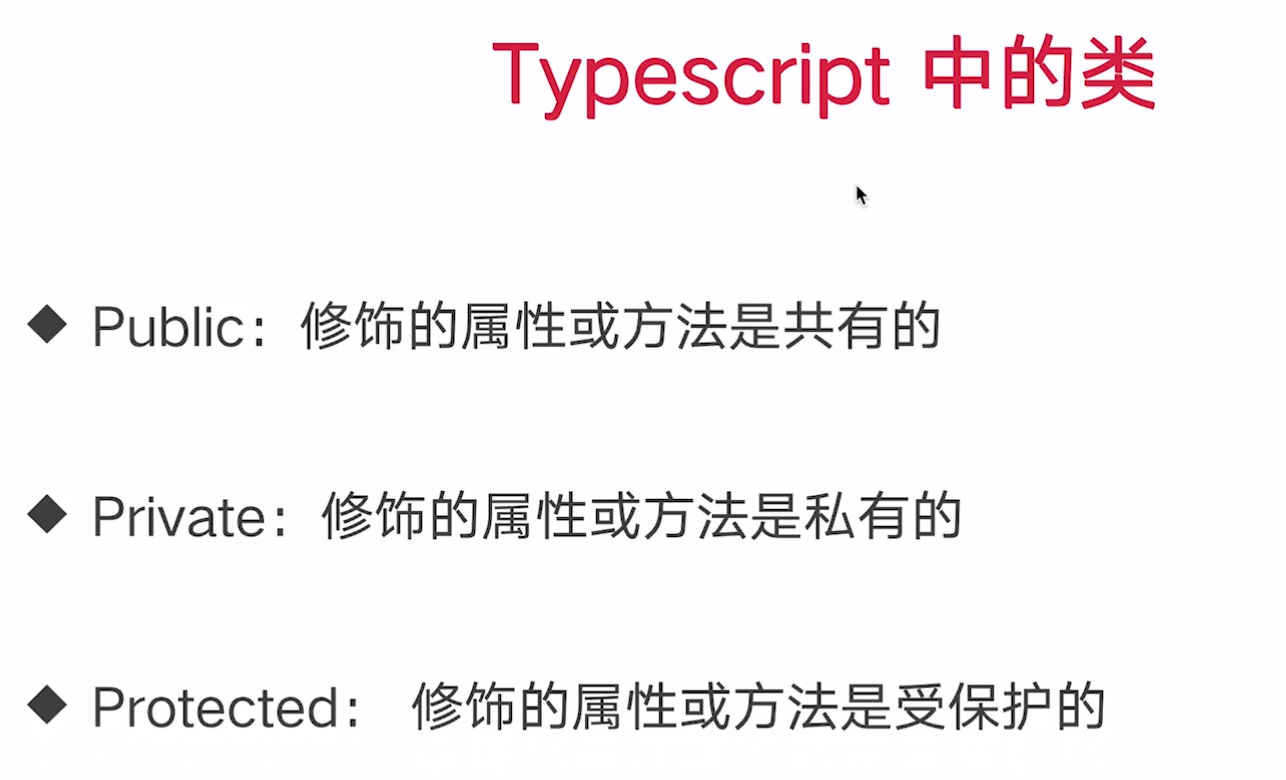 Typescript 中的类
◆ Public：修饰的属性或方法是共有的
◆ Private：修饰的属性或方法是私有的
◆ Protected： 修饰的属性或方法是受保护的